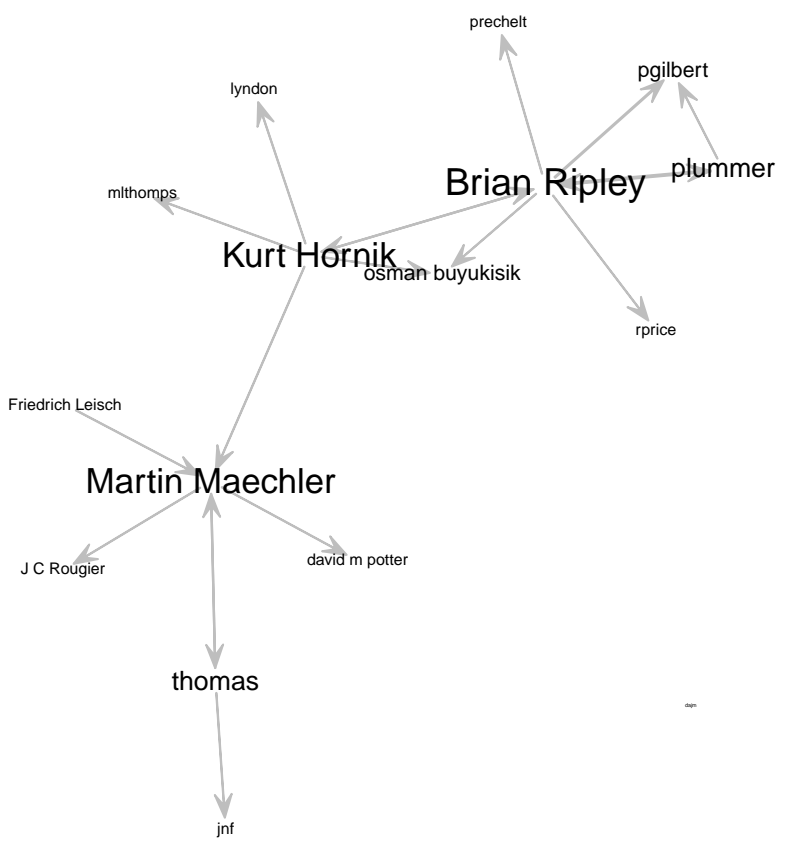 prechelt
pgilbert
lyndon
plummer
Brian Ripley
mlthomps
Kurt Hornik
osman buyukisik
rprice
Friedrich Leisch
Martin Maechler
david m potter
J C Rougier
thomas
dajm
jnf